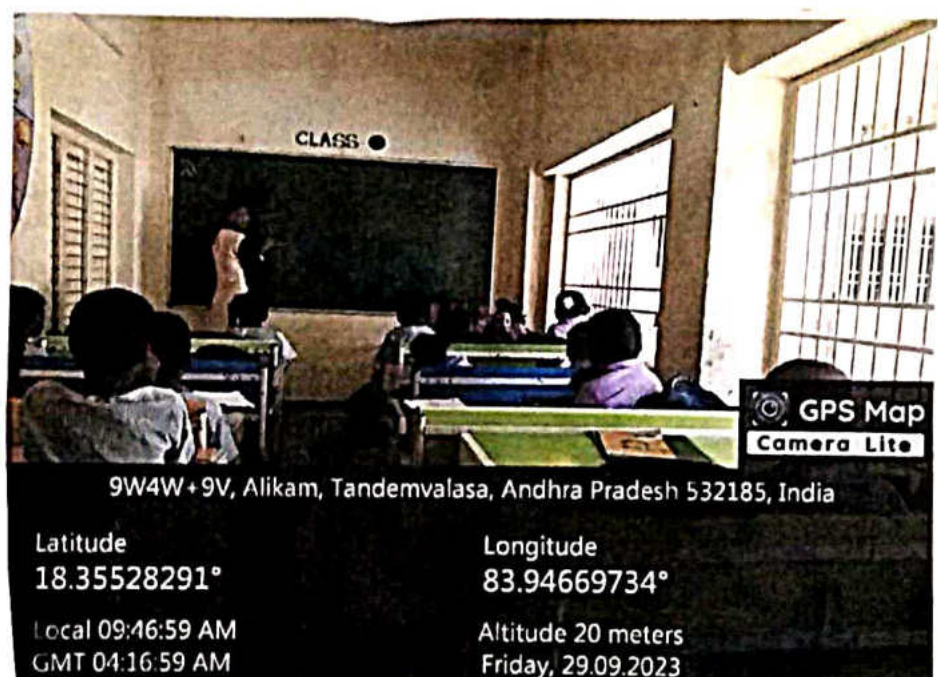 CLASS
GPS Map
Camera Lite
9W4W+9V, Alikam, Tandemvalasa, Andhra Pradesh 532185, India
Latitude
18.35528291°
Longitude
83.94669734°
Local 09:46:59 AM
GMT 04:16:59 AM
Altitude 20 meters
Friday, 29.09.2023